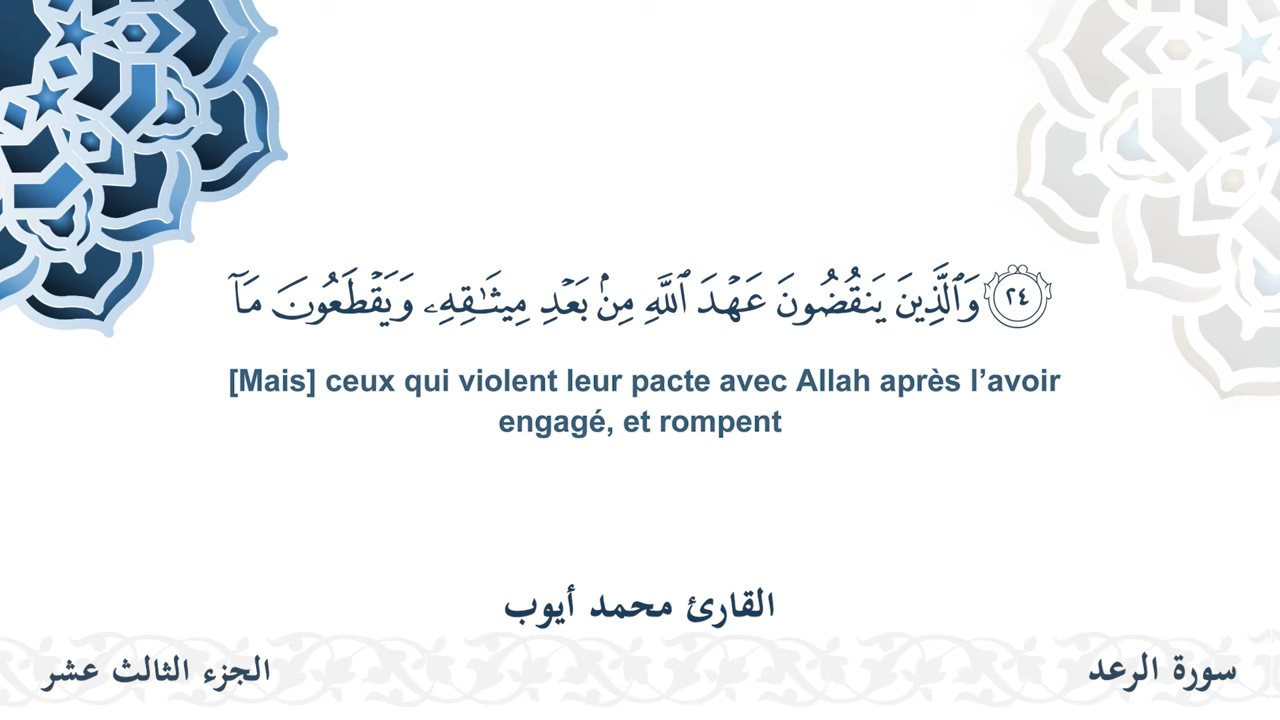 ٢٤ وَٱلَّذِينَ يَنقُضُونَ عَهۡدَ ٱللَّهِ مِنۢ بَعۡدِ مِيثَٰقِهِۦ وَيَقۡطَعُونَ مَآ
[Mais] ceux qui violent leur pacte avec Allah après l’avoir
engagé, et rompent
القارئ محمد أيوب
سورة الرعد
الجزء الثالث عشر